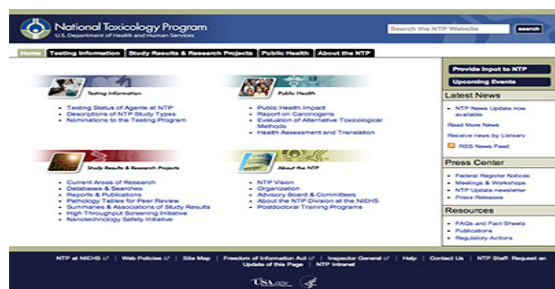 National Toxicology Program
U.S. Department of Health and Human Services
Search the NTP Website
search
Home Testing Information Study Results & Research Projects Public Health About the NTP
Testing Information
Testing Status of Agents at NTP
Descriptions of NTP Study Types
Nominations to the Testing Program
Public Health
Public Health Impact
Report on Carcinogens
Evaluation of Alternative Toxicological
Methods
Health Assessment and Translation
Study Results & Research Projects
Current Areas of Research
Databases & Searches
Reports & Publications
Pathology Tables for Peer Review
Summaries & Associations of Study Results
High Throughput Screening Initiative
Nanotechnology Safety Initiative
About the NTP
NTP Vision
Organization
Advisory Board & Committees
About the NTP Division at the NIEHS
Postdoctoral Training Programs
Provide Input to NTP
Upcoming Events
Latest News
NTP News Update now
available
Read More News
Receive news by Listserv
RSS News Feed
Press Center
Federal Register Notices
Meetings & Workshops
NTP Update newsletter
Press Releases
Resources
FAQs and Fact Sheets
Publications
Regulatory Actions
NTP at NIEHS | Web Policies | Site Map | Freedom of Information Act | Inspector General | Help | Contact Us | NTP Staff: Request an
Update of this Page | NTP Intranet
USA.gov